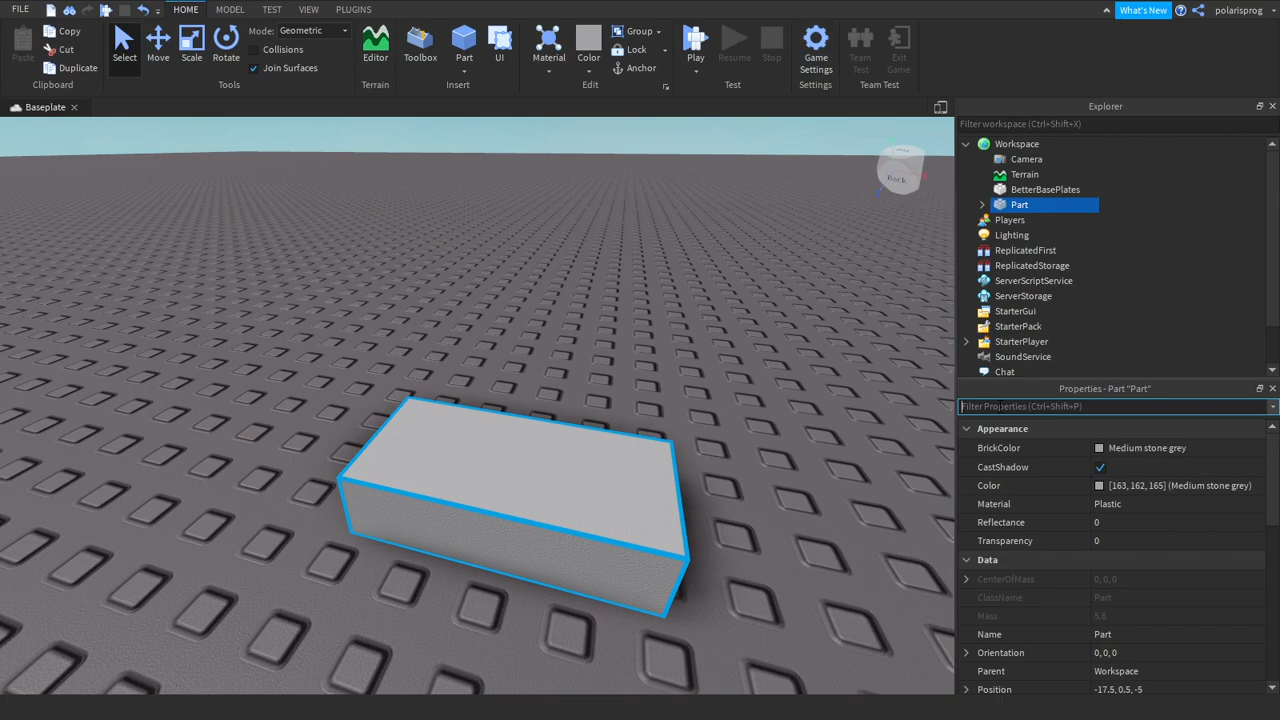 FILE HOME MODEL TEST VIEW PLUGINS What's New polarisprog
Paste Copy Cut Duplicate Select Move Scale Rotate Mode: Geometric Collisions Join Surfaces Editor Toolbox Part UI Material Color Group Lock Anchor Play Resume Stop Game Settings Team Test Exit Game
Clipboard Tools Terrain Insert Edit Test Settings Team Test
Baseplate
Explorer
Filter workspace (Ctrl+Shift+X)
Workspace
Camera
Terrain
BetterBasePlates
Part
Players
Lighting
ReplicatedFirst
ReplicatedStorage
ServerScriptService
ServerStorage
StarterGui
StarterPack
StarterPlayer
SoundService
Chat
Back
Properties - Part "Part"
Filter Properties (Ctrl+Shift+P)
Appearance
BrickColor Medium stone grey
CastShadow
Color [163, 162, 165] (Medium stone grey)
Material Plastic
Reflectance 0
Transparency 0
Data
CenterOfMass 0, 0, 0
ClassName Part
Mass 5.6
Name Part
Orientation 0, 0, 0
Parent Workspace
Position -17.5, 0.5, -5